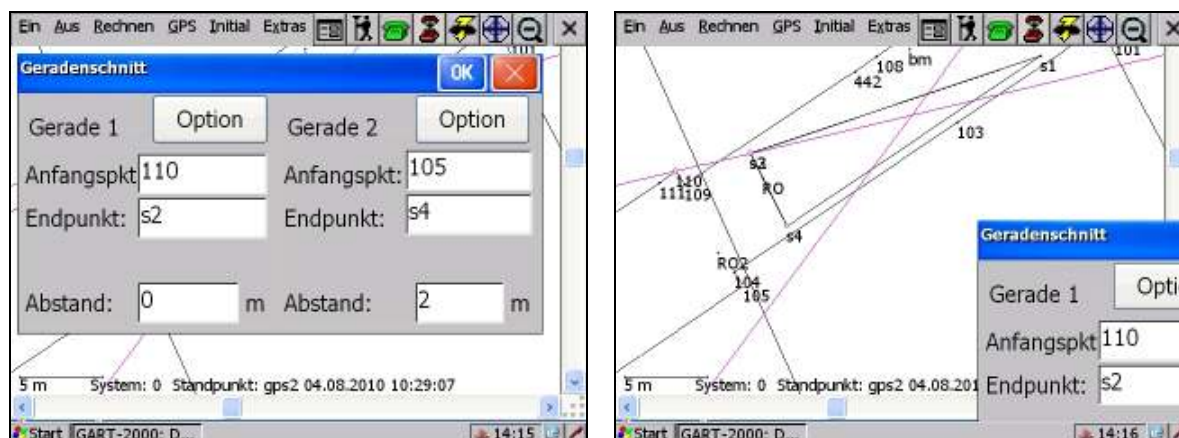 Ein Aus Rechnen GPS Initial Extras
101
Geradenschnitt OK
Gerade 1 Option Gerade 2 Option
Anfangspkt 110 Anfangspkt: 105
Endpunkt: s2 Endpunkt: s4
Abstand: 0 m Abstand: 2 m
5 m System: 0 Standpunkt: gps2 04.08.2010 10:29:07
Start GART-2000: D... 14:15
Ein Aus Rechnen GPS Initial Extras
101
bm
108
s1
442
103
RO
110
111 109
s4
RO2
104
105
Geradenschnitt
Gerade 1 Opti
Anfangspkt 110
Endpunkt: s2
5 m System: 0 Standpunkt: gps2 04.08.201
Start GART-2000: D... 14:16